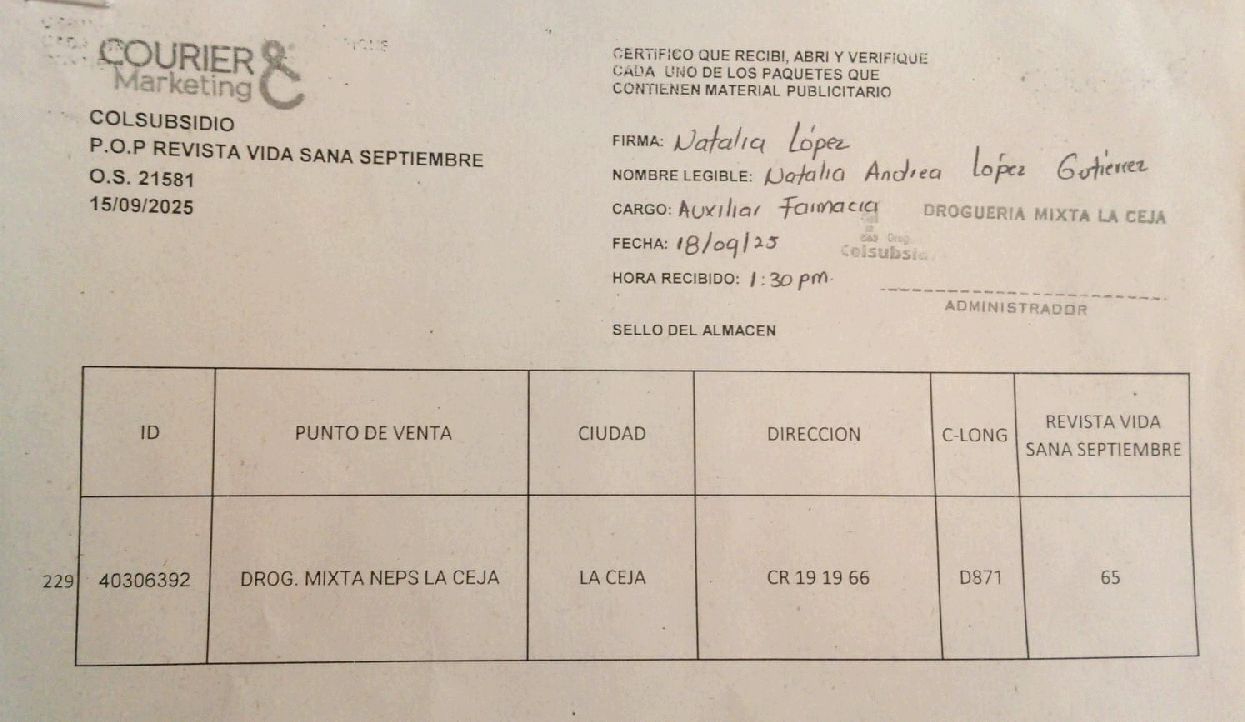 COURIER &
Marketing
COLSUBSIDIO
P.O.P REVISTA VIDA SANA SEPTIEMBRE
O.S. 21581
15/09/2025
CERTIFICO QUE RECIBI, ABRI Y VERIFIQUE
CADA UNO DE LOS PAQUETES QUE
CONTIENEN MATERIAL PUBLICITARIO
FIRMA: Natalia López
NOMBRE LEGIBLE: Natalia Andrea López Gutiérrez
CARGO: Auxiliar Farmacia
DROGUERIA MIXTA LA CEJA
FECHA: 18/09/25
Colsubsi
HORA RECIBIDO: 1:30 pm.
ADMINISTRADOR
SELLO DEL ALMACEN
ID PUNTO DE VENTA CIUDAD DIRECCION C-LONG REVISTA VIDA
SANA SEPTIEMBRE
229 40306392 DROG. MIXTA NEPS LA CEJA LA CEJA CR 19 19 66 D871 65